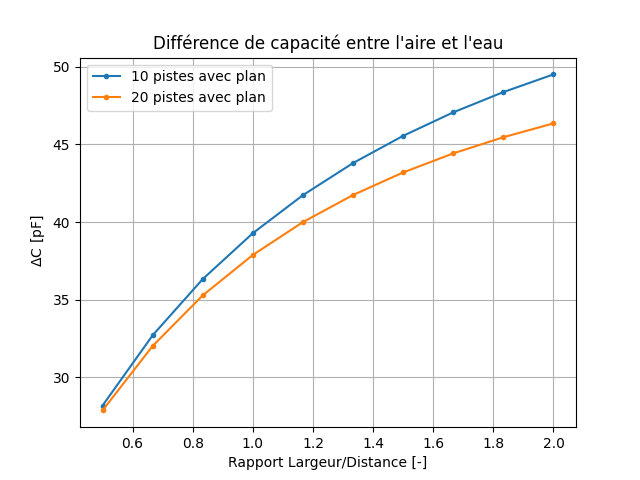 Différence de capacité entre l'aire et l'eau
10 pistes avec plan
20 pistes avec plan
50
45
40
35
30
ΔC [pF]
0.6 0.8 1.0 1.2 1.4 1.6 1.8 2.0
Rapport Largeur/Distance [-]